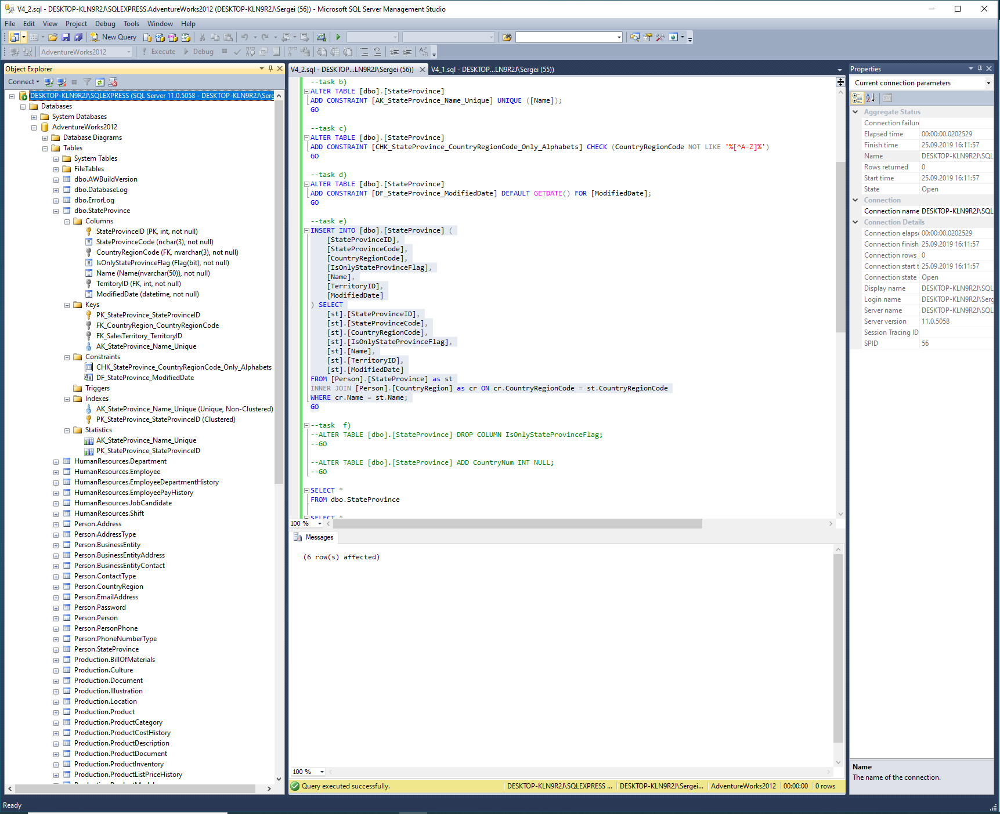 V4_2.sql - DESKTOP-KLN9R2J\SQLEXPRESS.AdventureWorks2012 (DESKTOP-KLN9R2J\Sergei (56)) - Microsoft SQL Server Management Studio
File Edit View Project Debug Tools Window Help
New Query
AdventureWorks2012 Execute Debug
Object Explorer
Connect
DESKTOP-KLN9R2J\SQLEXPRESS (SQL Server 11.0.5058 - DESKTOP-KLN9R2J\Serg
Databases
System Databases
AdventureWorks2012
Database Diagrams
Tables
System Tables
FileTables
dbo.AWBuildVersion
dbo.DatabaseLog
dbo.ErrorLog
dbo.StateProvince
Columns
StateProvinceID (PK, int, not null)
StateProvinceCode (nchar(3), not null)
CountryRegionCode (FK, nvarchar(3), not null)
IsOnlyStateProvinceFlag (Flag(bit), not null)
Name (Name(nvarchar(50)), not null)
TerritoryID (FK, int, not null)
ModifiedDate (datetime, not null)
Keys
PK_StateProvince_StateProvinceID
FK_CountryRegion_CountryRegionCode
FK_SalesTerritory_TerritoryID
AK_StateProvince_Name_Unique
Constraints
CHK_StateProvince_CountryRegionCode_Only_Alphabets
DF_StateProvince_ModifiedDate
Triggers
Indexes
AK_StateProvince_Name_Unique (Unique, Non-Clustered)
PK_StateProvince_StateProvinceID (Clustered)
Statistics
AK_StateProvince_Name_Unique
PK_StateProvince_StateProvinceID
HumanResources.Department
HumanResources.Employee
HumanResources.EmployeeDepartmentHistory
HumanResources.EmployeePayHistory
HumanResources.JobCandidate
HumanResources.Shift
Person.Address
Person.AddressType
Person.BusinessEntity
Person.BusinessEntityAddress
Person.BusinessEntityContact
Person.ContactType
Person.CountryRegion
Person.EmailAddress
Person.Password
Person.Person
Person.PersonPhone
Person.PhoneNumberType
Person.StateProvince
Production.BillOfMaterials
Production.Culture
Production.Document
Production.Illustration
Production.Location
Production.Product
Production.ProductCategory
Production.ProductCostHistory
Production.ProductDescription
Production.ProductDocument
Production.ProductInventory
Production.ProductListPriceHistory
V4_2.sql - DESKTOP...LN9R2J\Sergei (56)) V4_1.sql - DESKTOP...LN9R2J\Sergei (55))
--task b)
ALTER TABLE [dbo].[StateProvince]
ADD CONSTRAINT [AK_StateProvince_Name_Unique] UNIQUE ([Name]);
GO
--task c)
ALTER TABLE [dbo].[StateProvince]
ADD CONSTRAINT [CHK_StateProvince_CountryRegionCode_Only_Alphabets] CHECK (CountryRegionCode NOT LIKE '%[^A-Z]%')
GO
--task d)
ALTER TABLE [dbo].[StateProvince]
ADD CONSTRAINT [DF_StateProvince_ModifiedDate] DEFAULT GETDATE() FOR [ModifiedDate];
GO
--task e)
INSERT INTO [dbo].[StateProvince] (
[StateProvinceID],
[StateProvinceCode],
[CountryRegionCode],
[IsOnlyStateProvinceFlag],
[Name],
[TerritoryID],
[ModifiedDate]
) SELECT
[st].[StateProvinceID],
[st].[StateProvinceCode],
[st].[CountryRegionCode],
[st].[IsOnlyStateProvinceFlag],
[st].[Name],
[st].[TerritoryID],
[st].[ModifiedDate]
FROM [Person].[StateProvince] as st
INNER JOIN [Person].[CountryRegion] as cr ON cr.CountryRegionCode = st.CountryRegionCode
WHERE cr.Name = st.Name;
GO
--task  f)
--ALTER TABLE [dbo].[StateProvince] DROP COLUMN IsOnlyStateProvinceFlag;
--GO
--ALTER TABLE [dbo].[StateProvince] ADD CountryNum INT NULL;
--GO
SELECT *
FROM dbo.StateProvince
SELECT *
100 %
Messages
(6 row(s) affected)
100 %
Query executed successfully. DESKTOP-KLN9R2J\SQLEXPRESS ... DESKTOP-KLN9R2J\Sergei... AdventureWorks2012 00:00:00 0 rows
Properties
Current connection parameters
Aggregate Status
Connection failure
Elapsed time 00:00:00.0202529
Finish time 25.09.2019 16:11:57
Name DESKTOP-KLN9R2J\SQL
Rows returned 0
Start time 25.09.2019 16:11:57
State Open
Connection
Connection name DESKTOP-KLN9R2J\SQL
Connection Details
Connection elaps 00:00:00.0202529
Connection finish 25.09.2019 16:11:57
Connection rows 0
Connection start t 25.09.2019 16:11:57
Connection state Open
Display name DESKTOP-KLN9R2J\SQL
Login name DESKTOP-KLN9R2J\Serg
Server name DESKTOP-KLN9R2J\SQL
Server version 11.0.5058
Session Tracing ID
SPID 56
Name
The name of the connection.
Ready